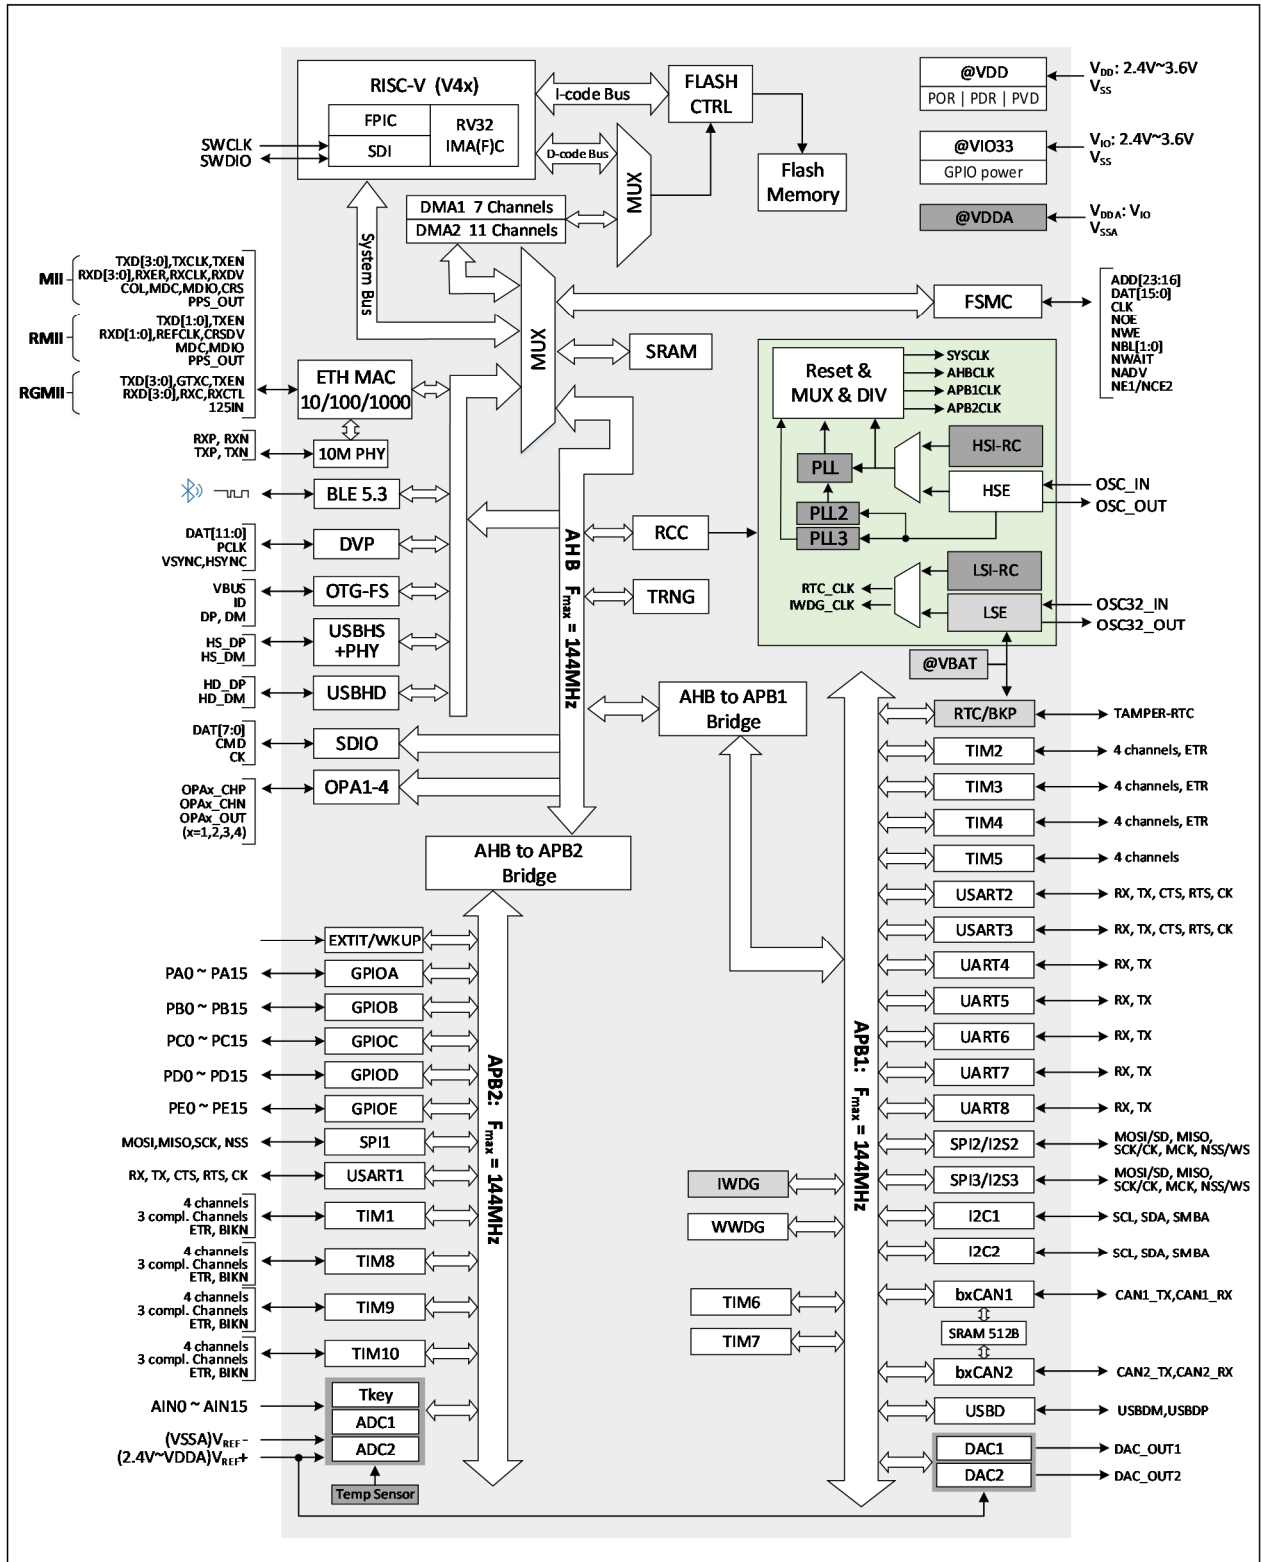 RISC-V (V4x)
FPIC
SDI
RV32
IMA(F)C
SWCLK
SWDIO
I-code Bus
D-code Bus
FLASH
CTRL
MUX
Flash
Memory
@VDD
POR | PDR | PVD
VDD: 2.4V~3.6V
VSS
@VIO33
GPIO power
VIO: 2.4V~3.6V
VSS
@VDDA
VDDA: VIO
VSSA
DMA1 7 Channels
DMA2 11 Channels
System Bus
MUX
MII
TXD[3:0],TXCLK,TXEN
RXD[3:0],RXER,RXCLK,RXDV
COL,MDC,MDIO,CRS
PPS_OUT
RMII
TXD[1:0],TXEN
RXD[1:0],REFCLK,CRSDV
MDC,MDIO
PPS_OUT
RGMII
TXD[3:0],GTXC,TXEN
RXD[3:0],RXC,RXCTL
125IN
ETH MAC
10/100/1000
RXP, RXN
TXP, TXN
10M PHY
BLE 5.3
DAT[11:0]
PCLK
VSYNC,HSYNC
DVP
VBUS
ID
DP, DM
OTG-FS
HS_DP
HS_DM
USBHS
+PHY
HD_DP
HD_DM
USBHD
DAT[7:0]
CMD
CK
SDIO
OPAx_CHP
OPAx_CHN
OPAx_OUT
(x=1,2,3,4)
OPA1-4
FSMC
ADD[23:16]
DAT[15:0]
CLK
NOE
NWE
NBL[1:0]
NWAIT
NADV
NE1/NCE2
SRAM
RCC
TRNG
AHB Fmax = 144MHz
Reset &
MUX & DIV
SYSCLK
AHBCLK
APB1CLK
APB2CLK
PLL
PLL2
PLL3
HSI-RC
HSE
OSC_IN
OSC_OUT
RTC_CLK
IWDG_CLK
LSI-RC
LSE
OSC32_IN
OSC32_OUT
@VBAT
AHB to APB1
Bridge
AHB to APB2
Bridge
RTC/BKP
TAMPER-RTC
TIM2
4 channels, ETR
TIM3
4 channels, ETR
TIM4
4 channels, ETR
TIM5
4 channels
USART2
RX, TX, CTS, RTS, CK
USART3
RX, TX, CTS, RTS, CK
UART4
RX, TX
UART5
RX, TX
UART6
RX, TX
UART7
RX, TX
UART8
RX, TX
SPI2/I2S2
MOSI/SD, MISO,
SCK/CK, MCK, NSS/WS
SPI3/I2S3
MOSI/SD, MISO,
SCK/CK, MCK, NSS/WS
I2C1
SCL, SDA, SMBA
I2C2
SCL, SDA, SMBA
bxCAN1
CAN1_TX,CAN1_RX
SRAM 512B
bxCAN2
CAN2_TX,CAN2_RX
USBD
USBDM,USBDP
DAC1
DAC_OUT1
DAC2
DAC_OUT2
APB1: Fmax = 144MHz
IWDG
WWDG
TIM6
TIM7
EXTIT/WKUP
PA0 ~ PA15
GPIOA
PB0 ~ PB15
GPIOB
PC0 ~ PC15
GPIOC
PD0 ~ PD15
GPIOD
PE0 ~ PE15
GPIOE
MOSI,MISO,SCK, NSS
SPI1
RX, TX, CTS, RTS, CK
USART1
4 channels
3 compl. Channels
ETR, BIKN
TIM1
4 channels
3 compl. Channels
ETR, BIKN
TIM8
4 channels
3 compl. Channels
ETR, BIKN
TIM9
4 channels
3 compl. Channels
ETR, BIKN
TIM10
APB2: Fmax = 144MHz
AIN0 ~ AIN15
Tkey
ADC1
(VSSA)VREF-
ADC2
(2.4V~VDDA)VREF+
Temp Sensor